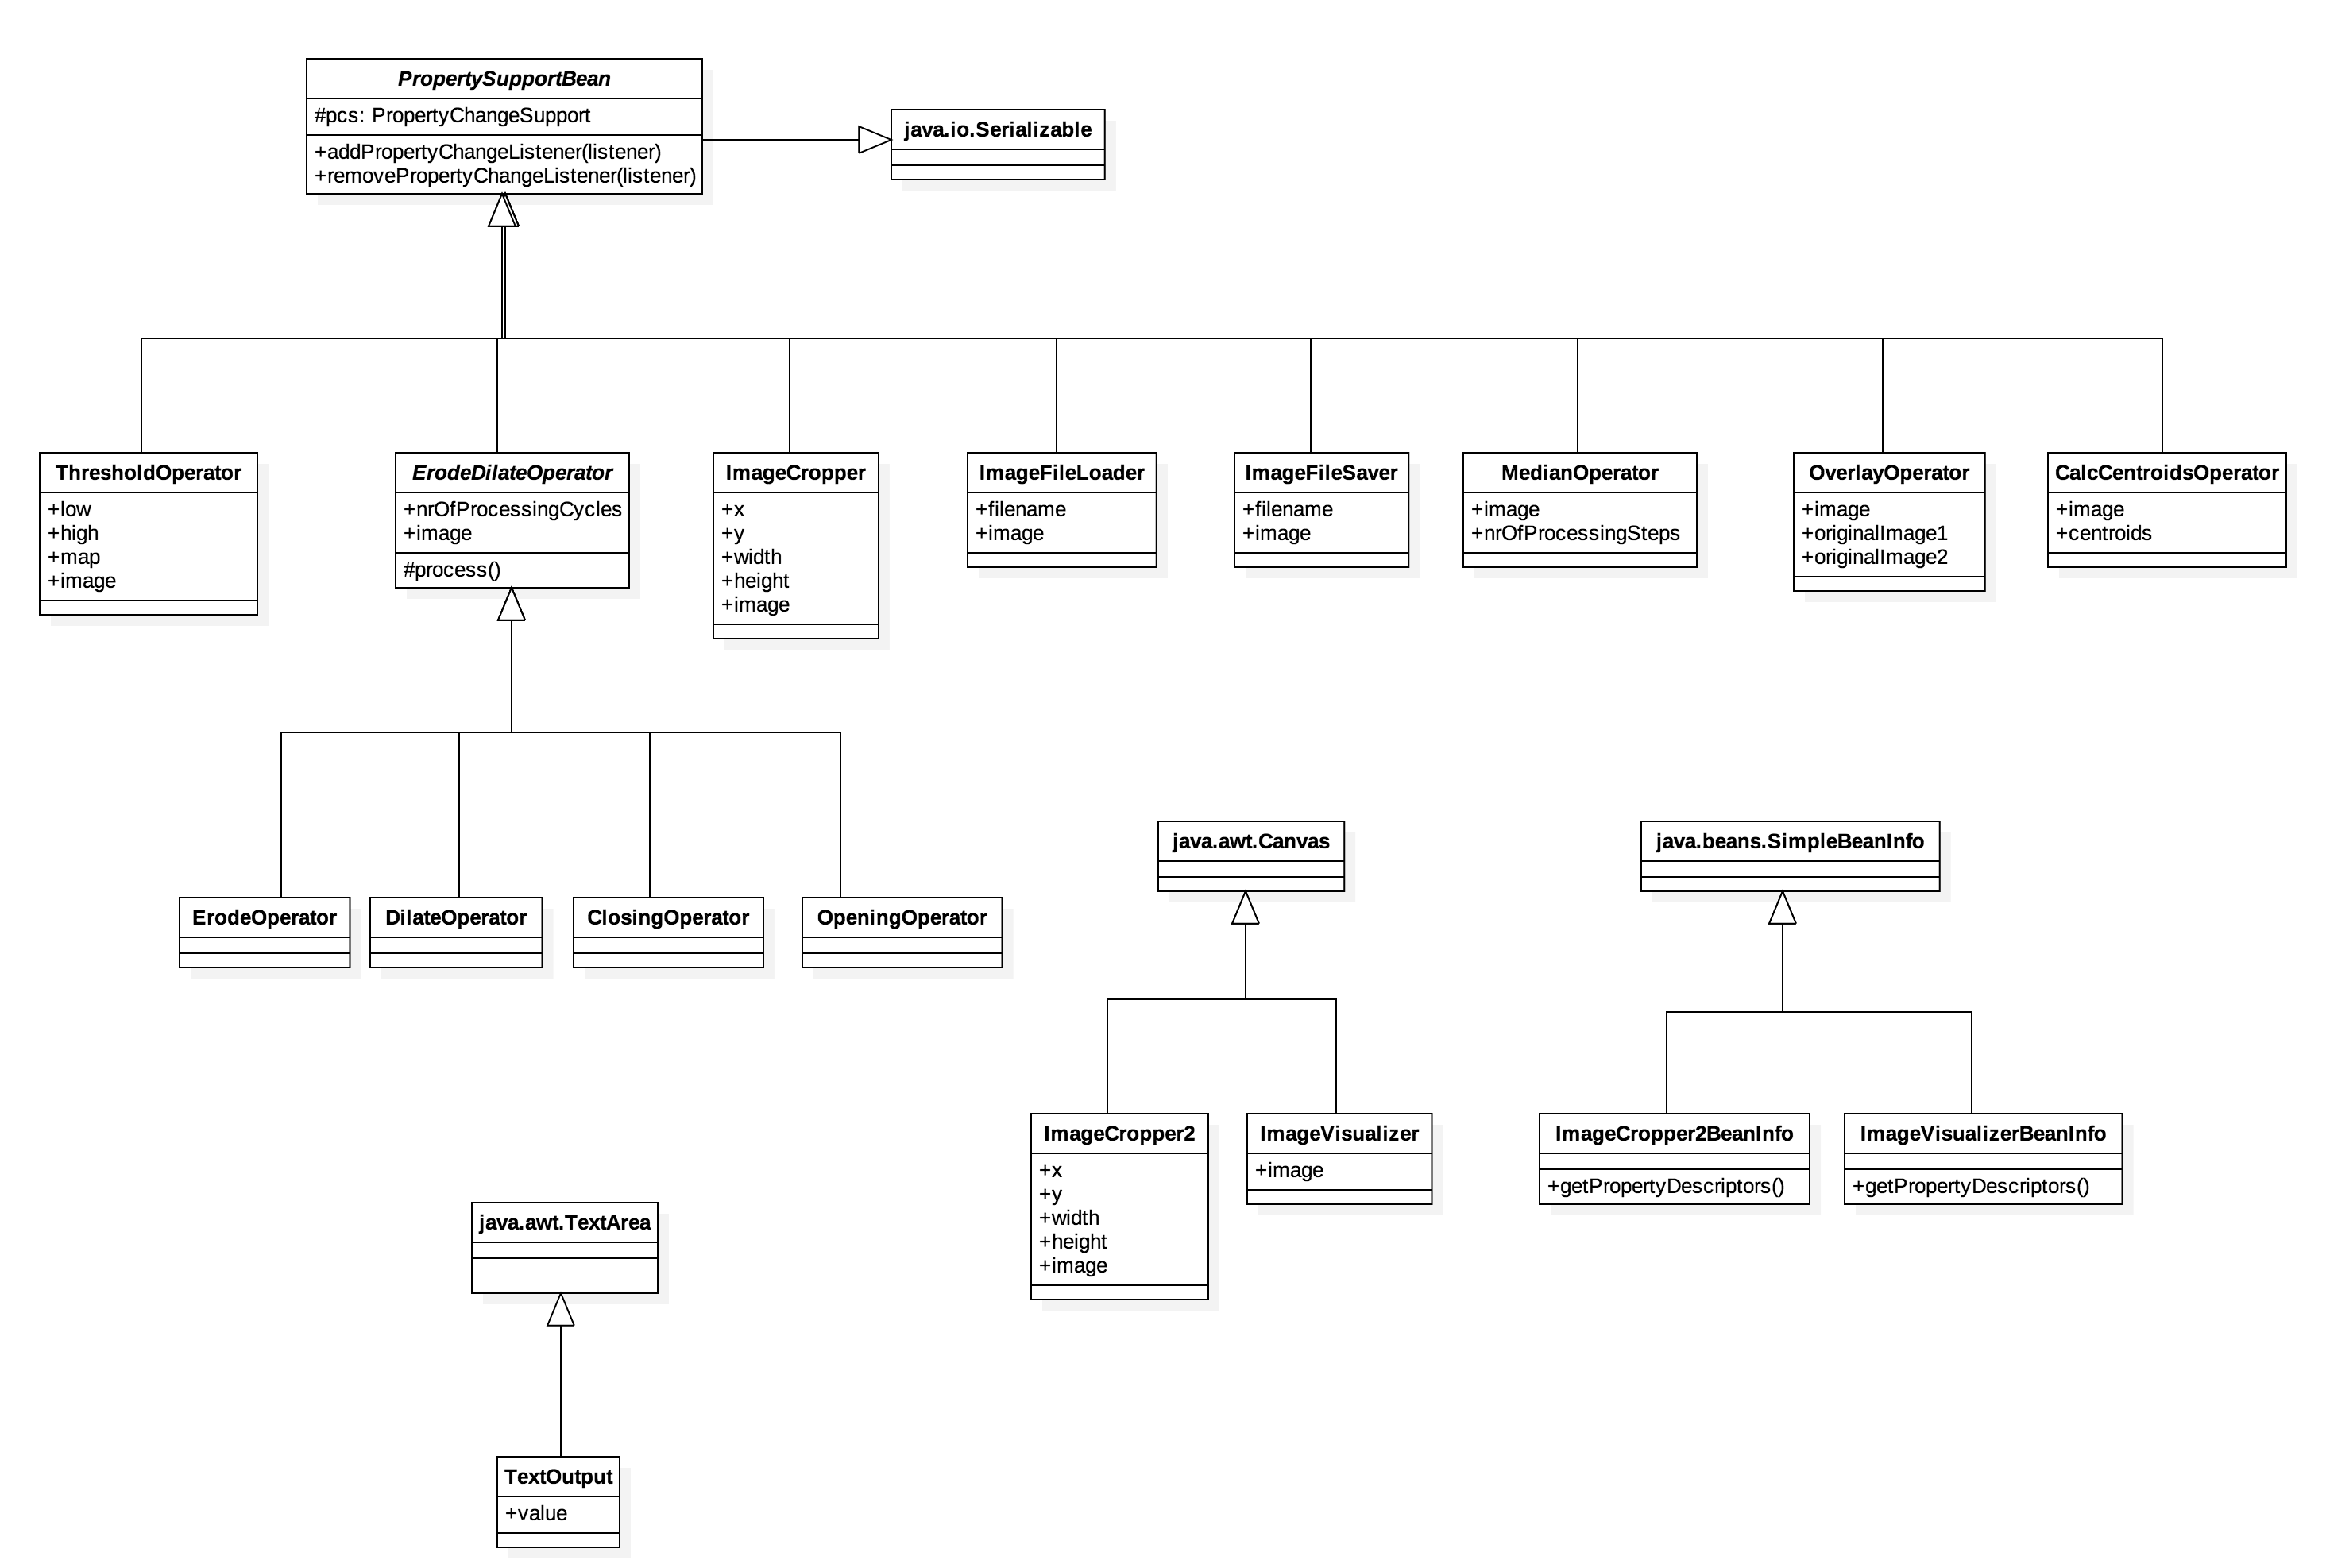 PropertySupportBean
#pcs: PropertyChangeSupport
+addPropertyChangeListener(listener)
+removePropertyChangeListener(listener)
java.io.Serializable
ThresholdOperator
+low
+high
+map
+image
ErodeDilateOperator
+nrOfProcessingCycles
+image
#process()
ImageCropper
+x
+y
+width
+height
+image
ImageFileLoader
+filename
+image
ImageFileSaver
+filename
+image
MedianOperator
+image
+nrOfProcessingSteps
OverlayOperator
+image
+originalImage1
+originalImage2
CalcCentroidsOperator
+image
+centroids
ErodeOperator
DilateOperator
ClosingOperator
OpeningOperator
java.awt.Canvas
java.beans.SimpleBeanInfo
ImageCropper2
+x
+y
+width
+height
+image
ImageVisualizer
+image
ImageCropper2BeanInfo
+getPropertyDescriptors()
ImageVisualizerBeanInfo
+getPropertyDescriptors()
java.awt.TextArea
TextOutput
+value